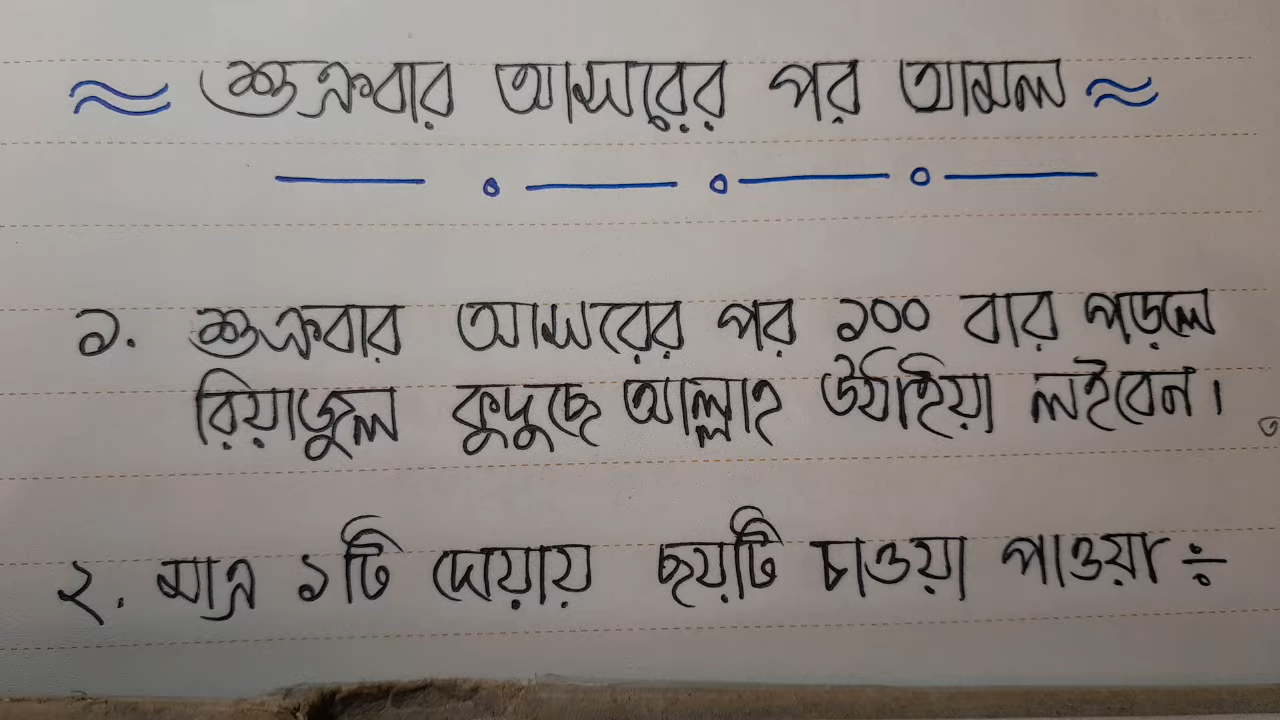 ≈ শুক্রবার আসরের পর আমল ≈
১. শুক্রবার আসরের পর ১০০ বার পড়লে
রিয়াজুল কুদুছে আল্লাহ উঠাইয়া লইবেন।
২. মাত্র ১টি দোয়ায় ছয়টি চাওয়া পাওয়া ÷